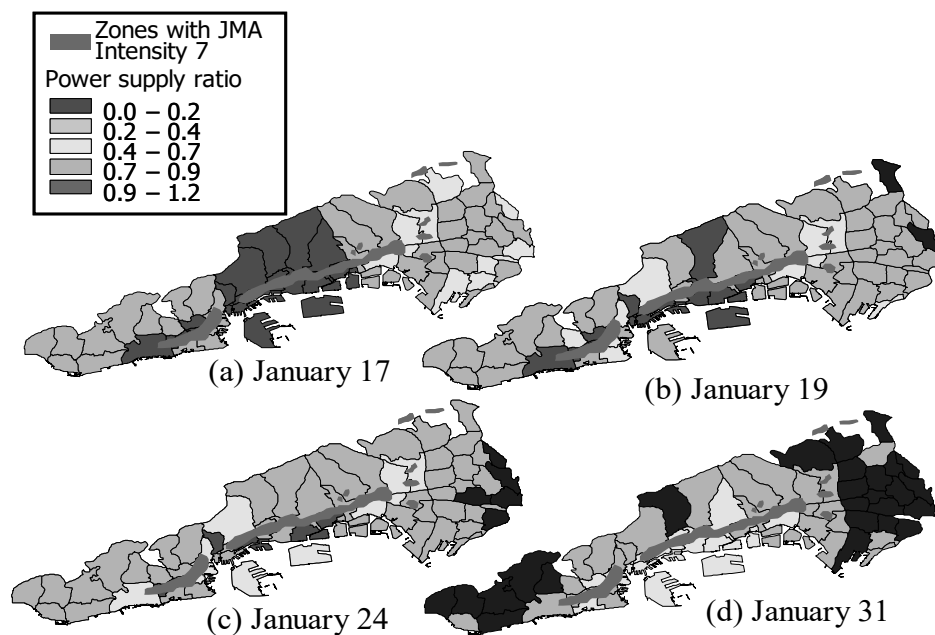 Zones with JMA
Intensity 7
Power supply ratio
0.0 – 0.2
0.2 – 0.4
0.4 – 0.7
0.7 – 0.9
0.9 – 1.2
(a) January 17
(b) January 19
(c) January 24
(d) January 31